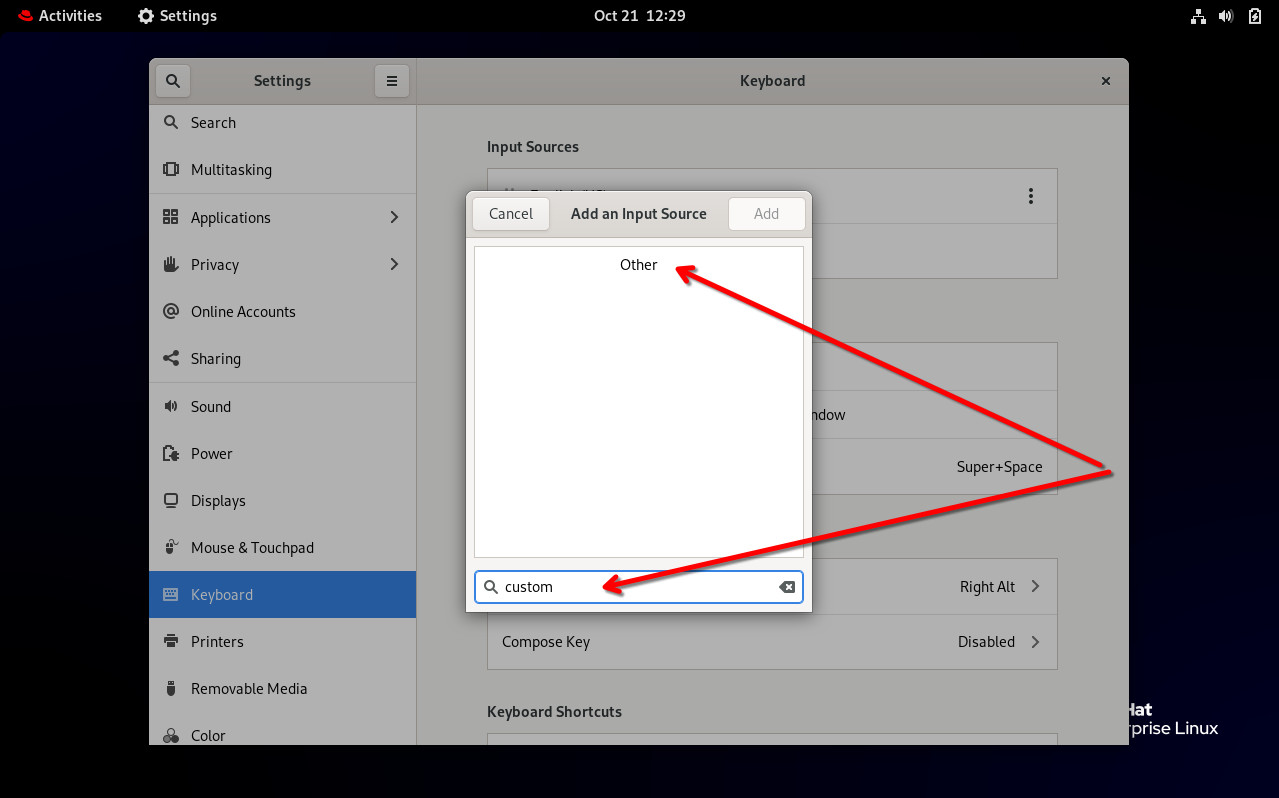 Activities
Settings
Oct 21 12:29
Settings
Keyboard
Search
Multitasking
Applications
Privacy
Online Accounts
Sharing
Sound
Power
Displays
Mouse & Touchpad
Keyboard
Printers
Removable Media
Color
Input Sources
Cancel
Add an Input Source
Add
Other
custom
Super+Space
Right Alt
Compose Key
Disabled
Keyboard Shortcuts
Hat
Linux